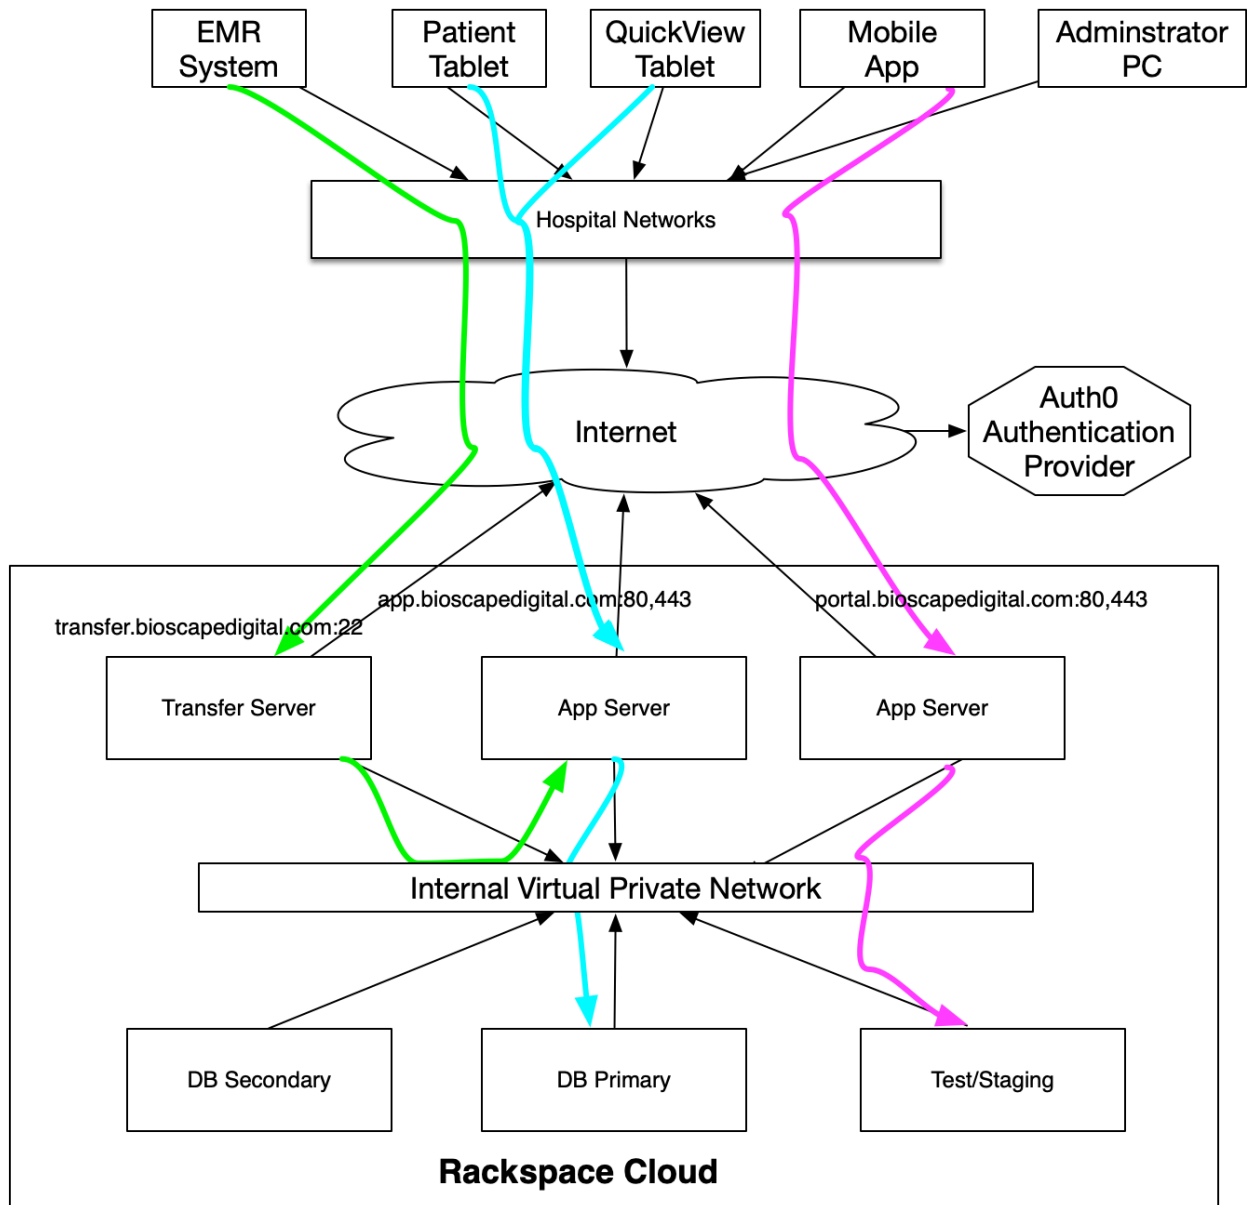 EMR
System
Patient
Tablet
QuickView
Tablet
Mobile
App
Adminstrator
PC
Hospital Networks
Internet
Auth0
Authentication
Provider
app.bioscapedigital.com:80,443
portal.bioscapedigital.com:80,443
transfer.bioscapedigital.com:22
Transfer Server
App Server
App Server
Internal Virtual Private Network
DB Secondary
DB Primary
Test/Staging
Rackspace Cloud